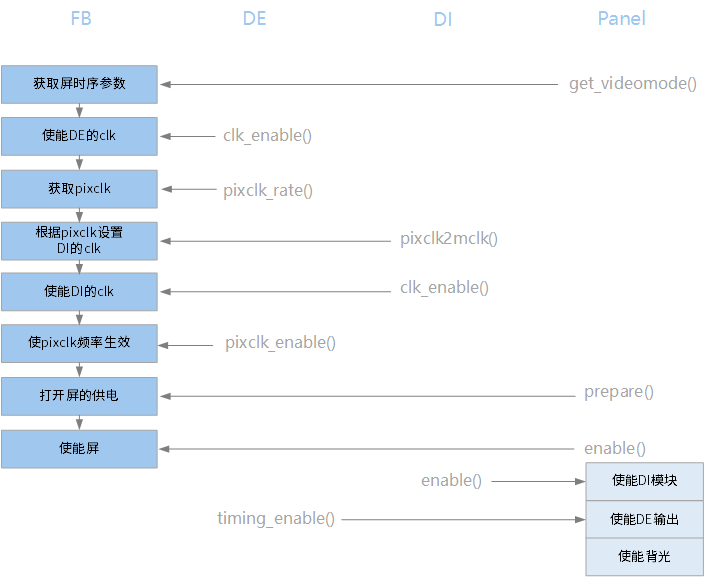 FB
DE
DI
Panel
获取屏时序参数
get_videomode()
使能DE的clk
clk_enable()
获取pixclk
pixclk_rate()
根据pixclk设置
DI的clk
pixclk2mclk()
使能DI的clk
clk_enable()
使pixclk频率生效
pixclk_enable()
打开屏的供电
prepare()
使能屏
enable()
enable()
使能DI模块
timing_enable()
使能DE输出
使能背光